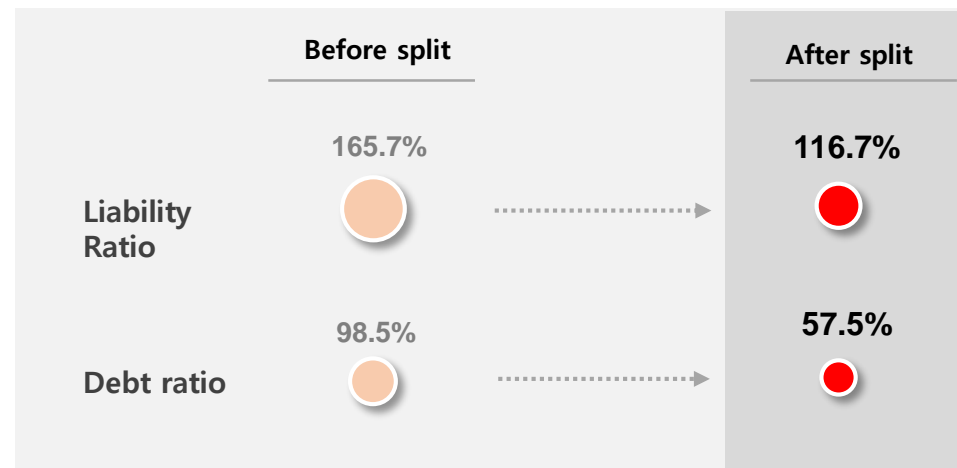 Before split
After split
165.7%
116.7%
Liability
Ratio
98.5%
57.5%
Debt ratio